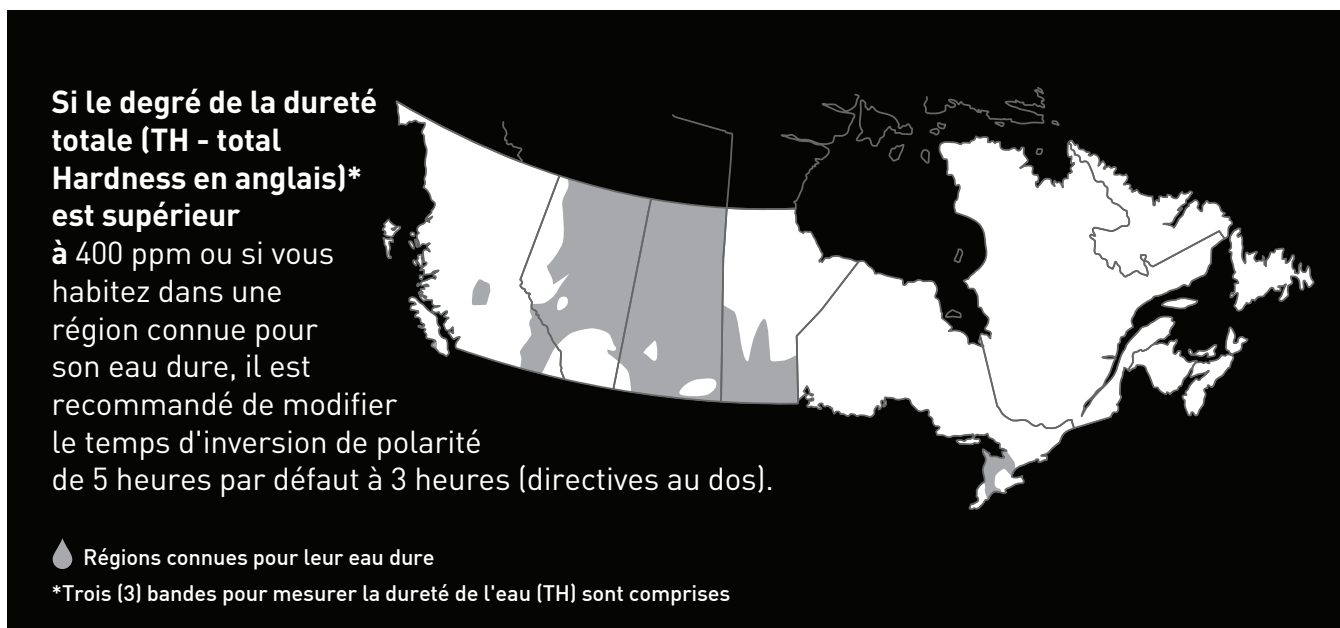 Si le degré de la dureté
totale (TH - total
Hardness en anglais)*
est supérieur
à 400 ppm ou si vous
habitez dans une
région connue pour
son eau dure, il est
recommandé de modifier
le temps d'inversion de polarité
de 5 heures par défaut à 3 heures (directives au dos).
Régions connues pour leur eau dure
*Trois (3) bandes pour mesurer la dureté de l'eau (TH) sont comprises